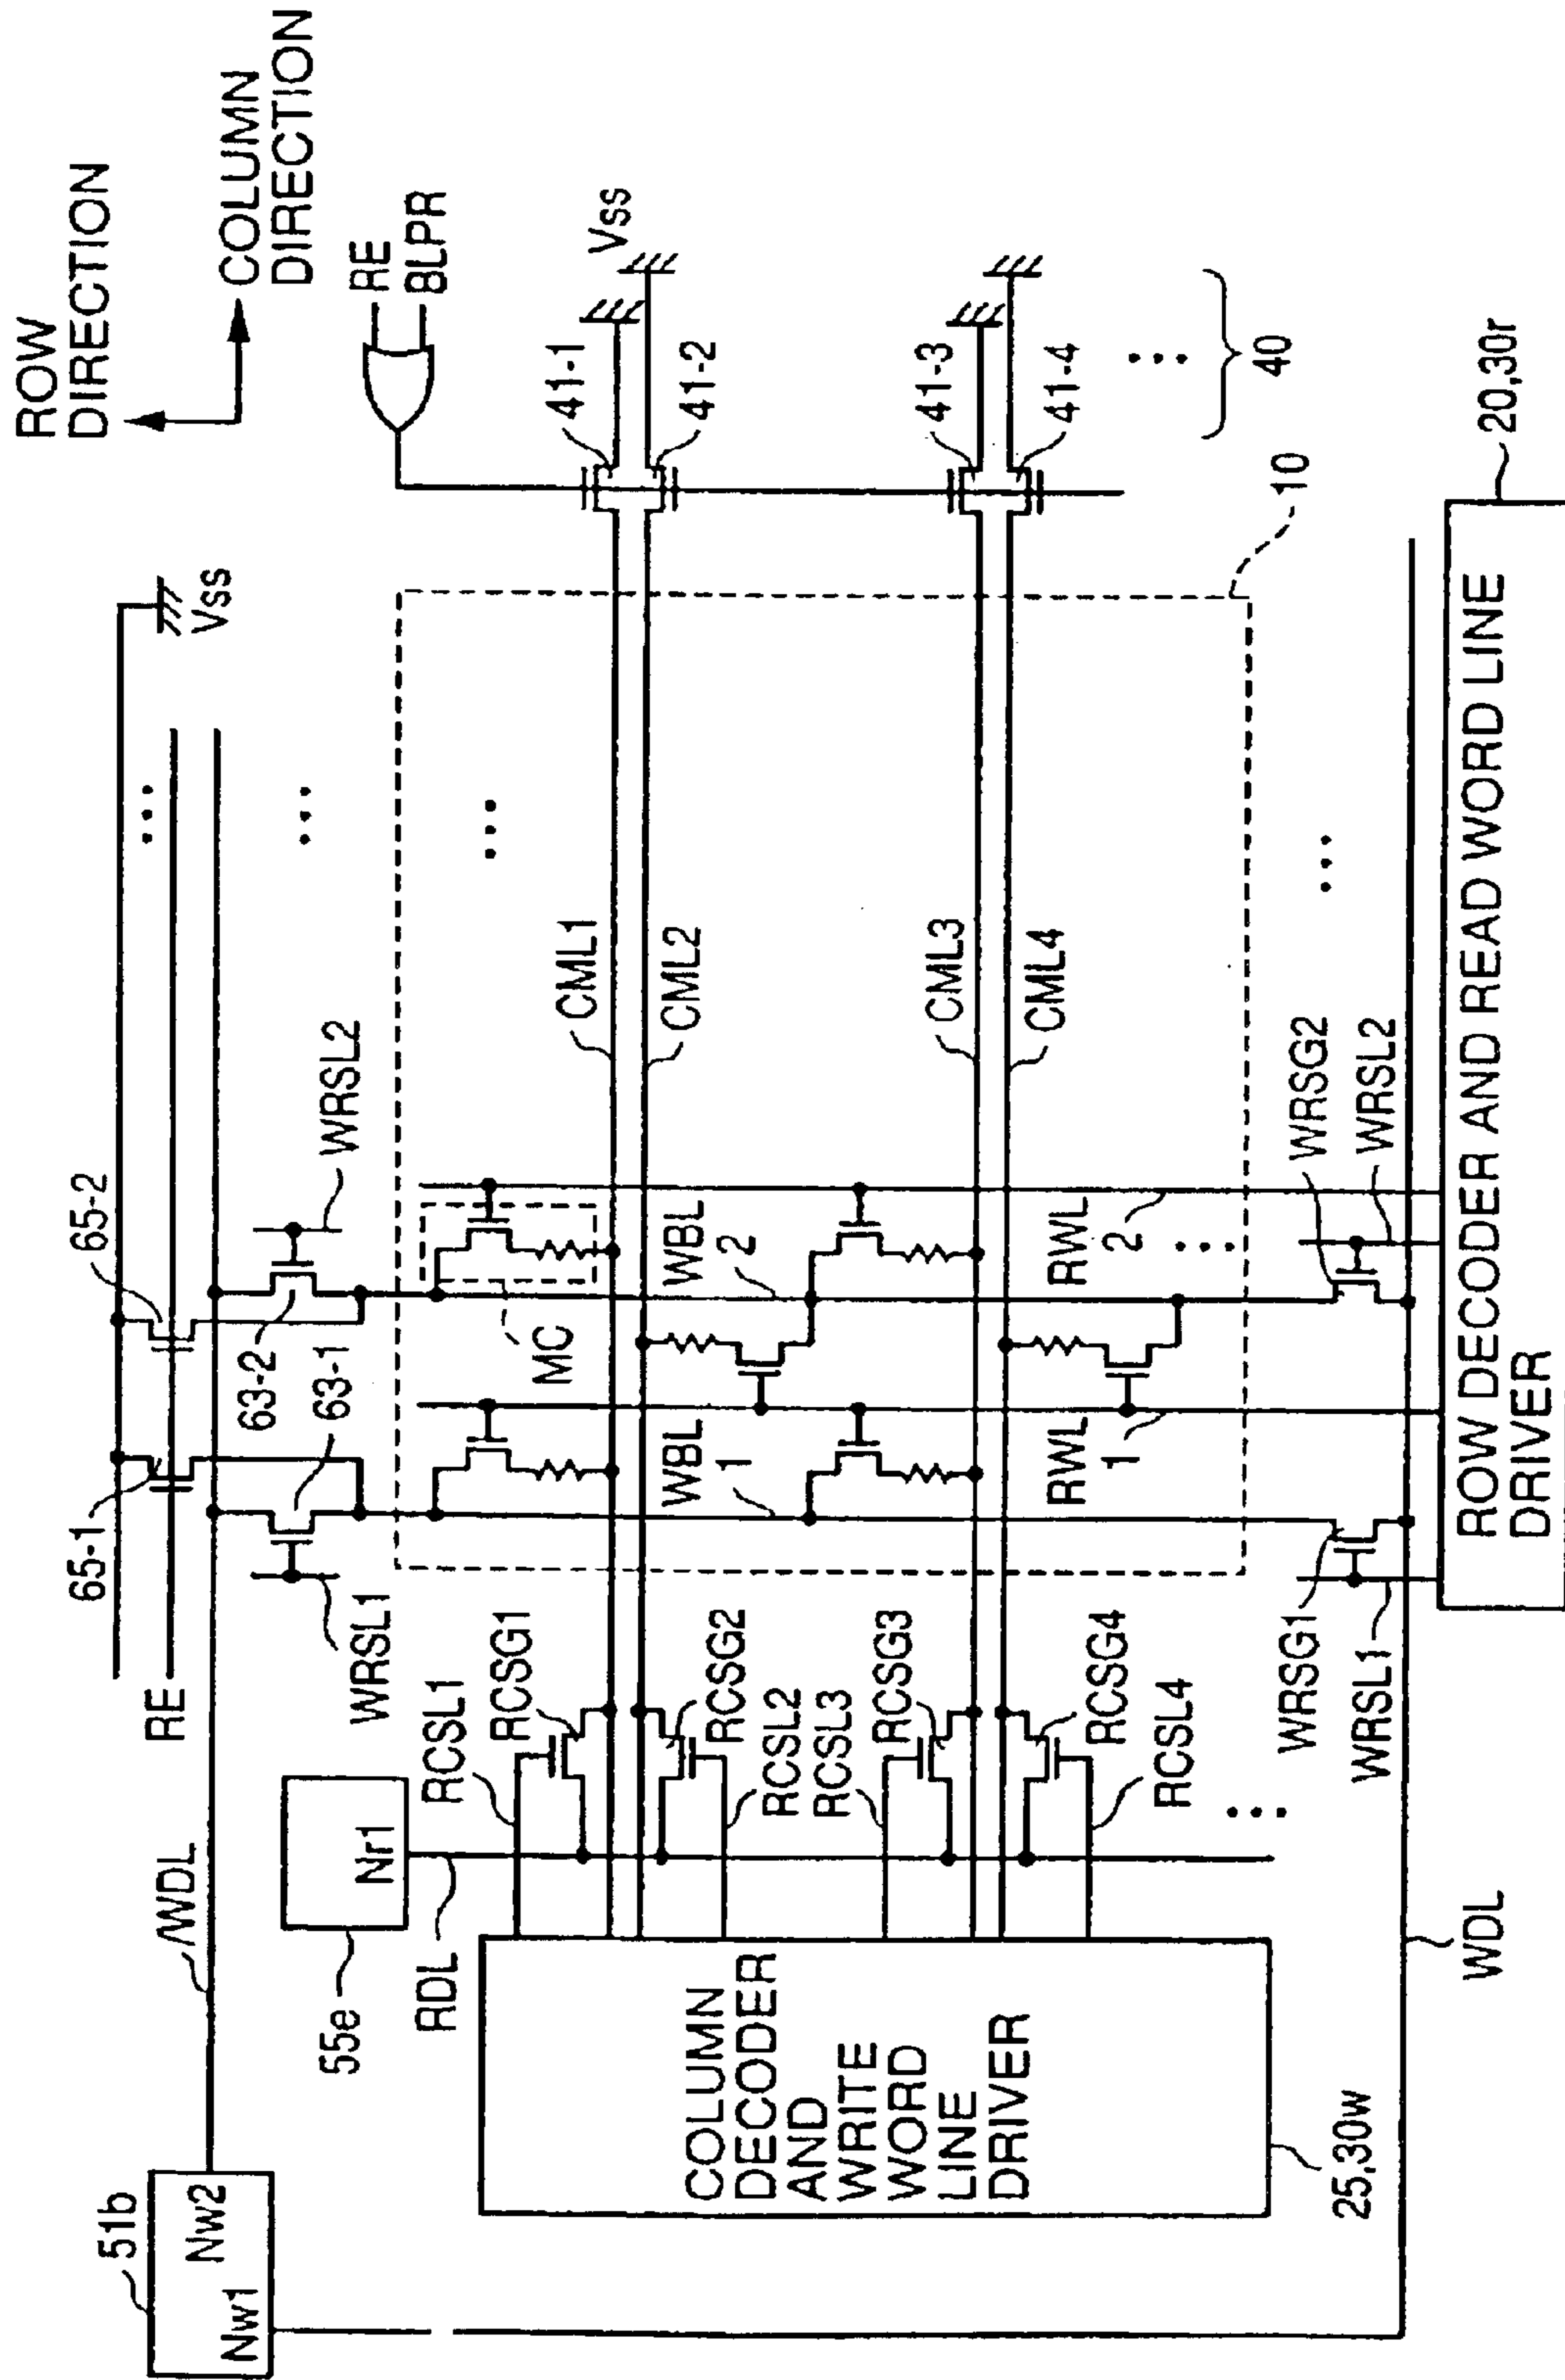 51b
Nw2
Nw1
/WDL
55e
Nr1
RDL
COLUMN
DECODER
AND
WRITE
WORD
LINE
DRIVER
25,30w
RCSL1
RCSG1
RCSG2
RCSL2
RCSL3
RCSG3
RCSG4
RCSL4
WDL
RE
65-1
65-2
WRSL1
63-1
63-2
WRSL2
MC
WBL
1
WBL
2
RWL
1
RWL
2
WRSG1
WRSL1
WRSG2
WRSL2
CML1
CML2
CML3
CML4
Vss
ROW
DIRECTION
COLUMN
DIRECTION
RE
BLPR
41-1
41-2
Vss
41-3
41-4
40
10
20,30r
ROW DECODER AND READ WORD LINE
DRIVER